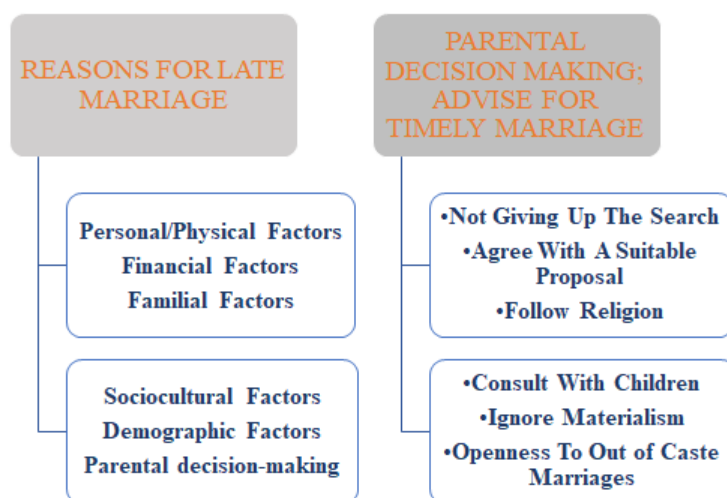 REASONS FOR LATE
MARRIAGE
Personal/Physical Factors
Financial Factors
Familial Factors
Sociocultural Factors
Demographic Factors
Parental decision-making
PARENTAL
DECISION MAKING;
ADVISE FOR
TIMELY MARRIAGE
•Not Giving Up The Search
•Agree With A Suitable
Proposal
•Follow Religion
•Consult With Children
•Ignore Materialism
•Openness To Out of Caste
Marriages